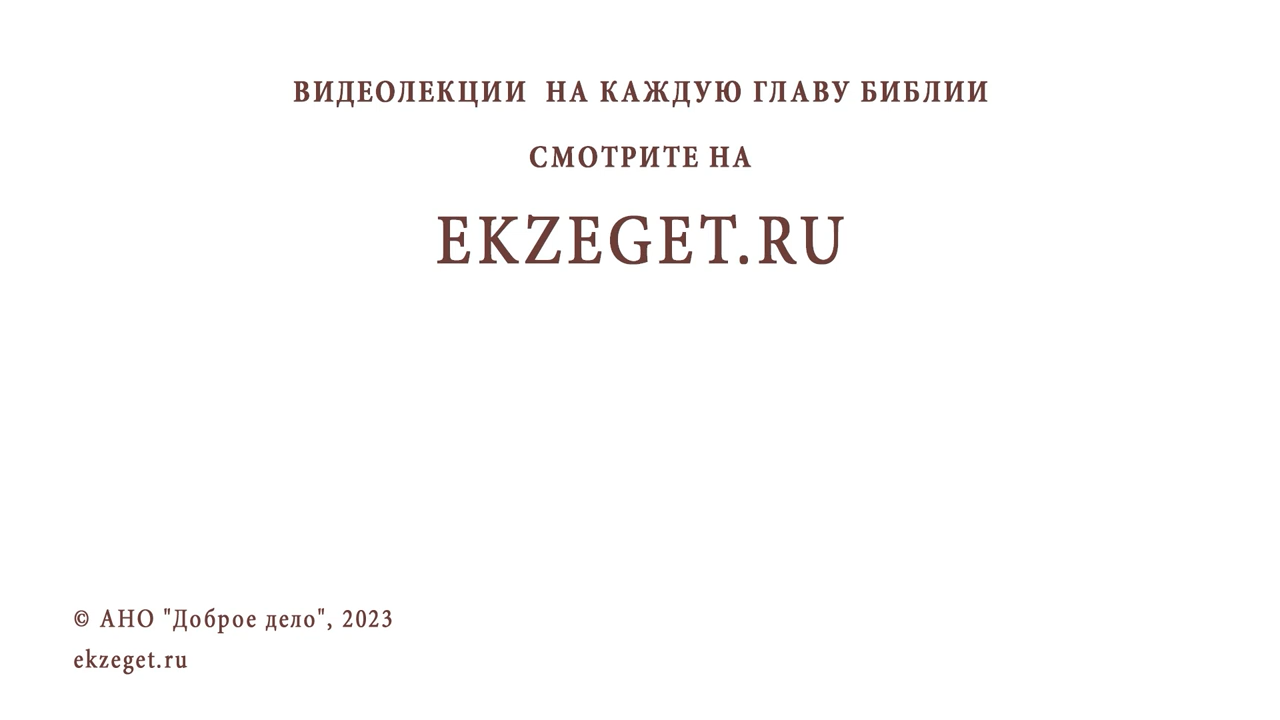 ВИДЕОЛЕКЦИИ НА КАЖДУЮ ГЛАВУ БИБЛИИ
СМОТРИТЕ НА
EKZEGET.RU
© АНО "Доброе дело", 2023
ekzeget.ru